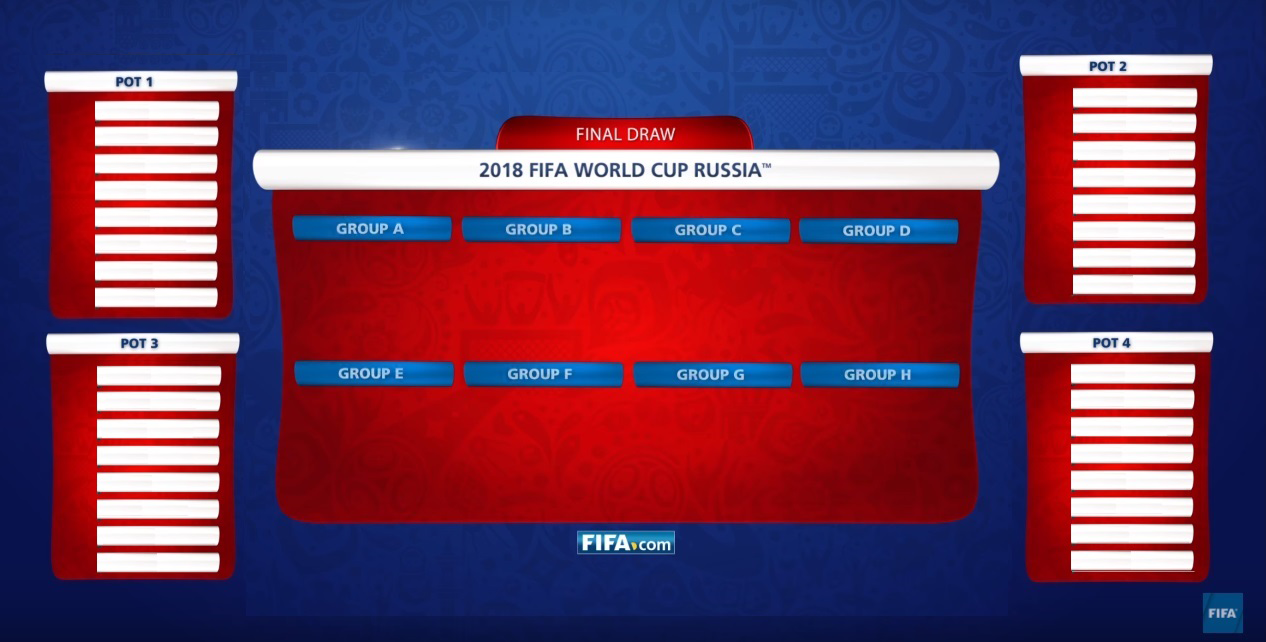 POT 1
POT 2
FINAL DRAW
2018 FIFA WORLD CUP RUSSIA™
GROUP A
GROUP B
GROUP C
GROUP D
POT 3
POT 4
GROUP E
GROUP F
GROUP G
GROUP H
FIFA.com
FIFA